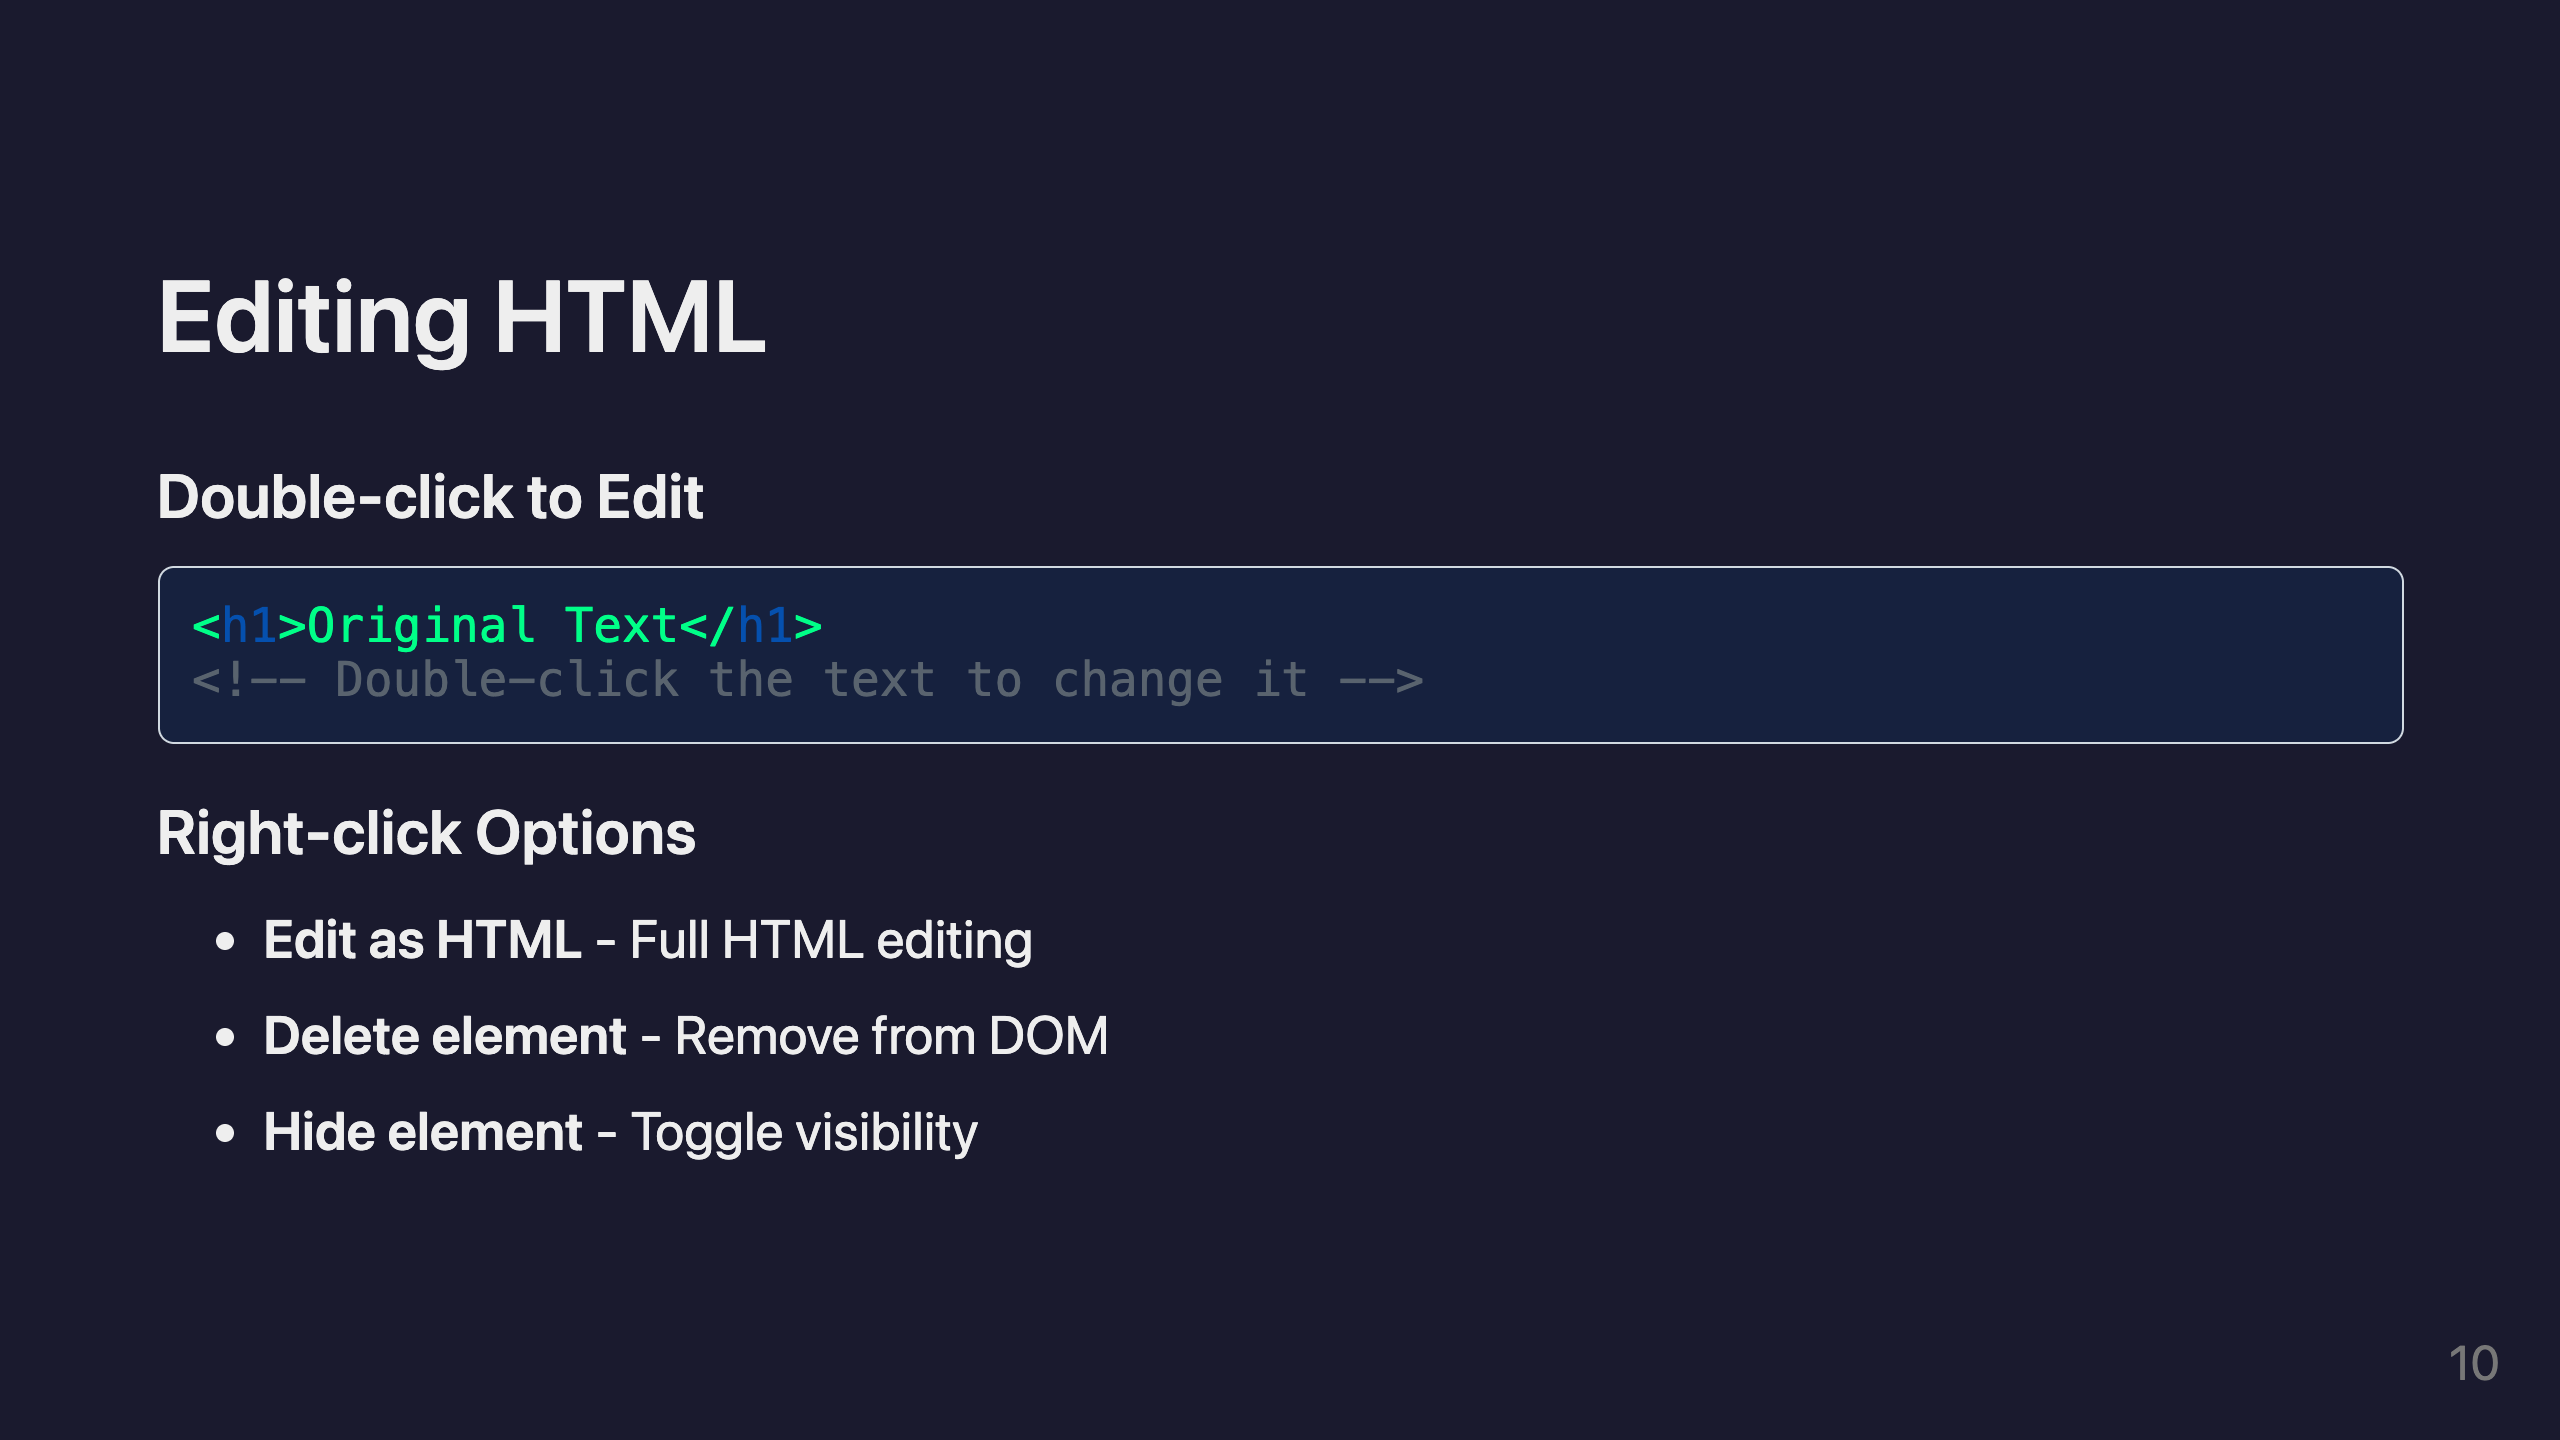 Editing HTML
Double-click to Edit
<h1>Original Text</h1>
<!-- Double-click the text to change it -->
Right-click Options
• Edit as HTML - Full HTML editing
• Delete element - Remove from DOM
• Hide element - Toggle visibility
10